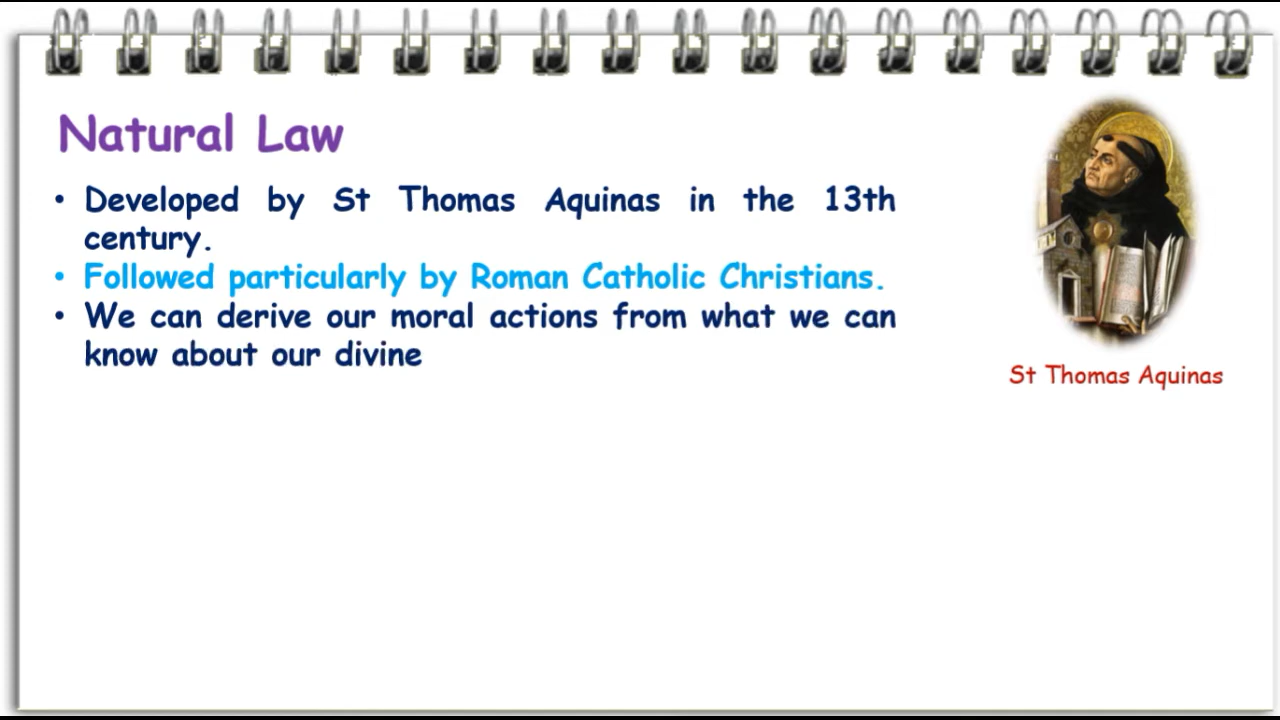 Natural Law
• Developed by St Thomas Aquinas in the 13th
century.
• Followed particularly by Roman Catholic Christians.
• We can derive our moral actions from what we can
know about our divine
St Thomas Aquinas